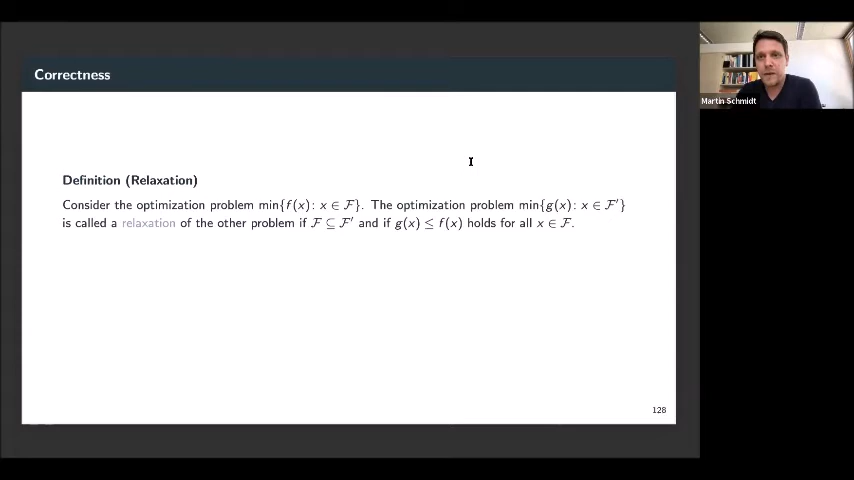 Correctness
Martin Schmidt
Definition (Relaxation)
Consider the optimization problem min{f(x): x ∈ ℱ}. The optimization problem min{g(x): x ∈ ℱ′}
is called a relaxation of the other problem if ℱ ⊆ ℱ′ and if g(x) ≤ f(x) holds for all x ∈ ℱ.
128